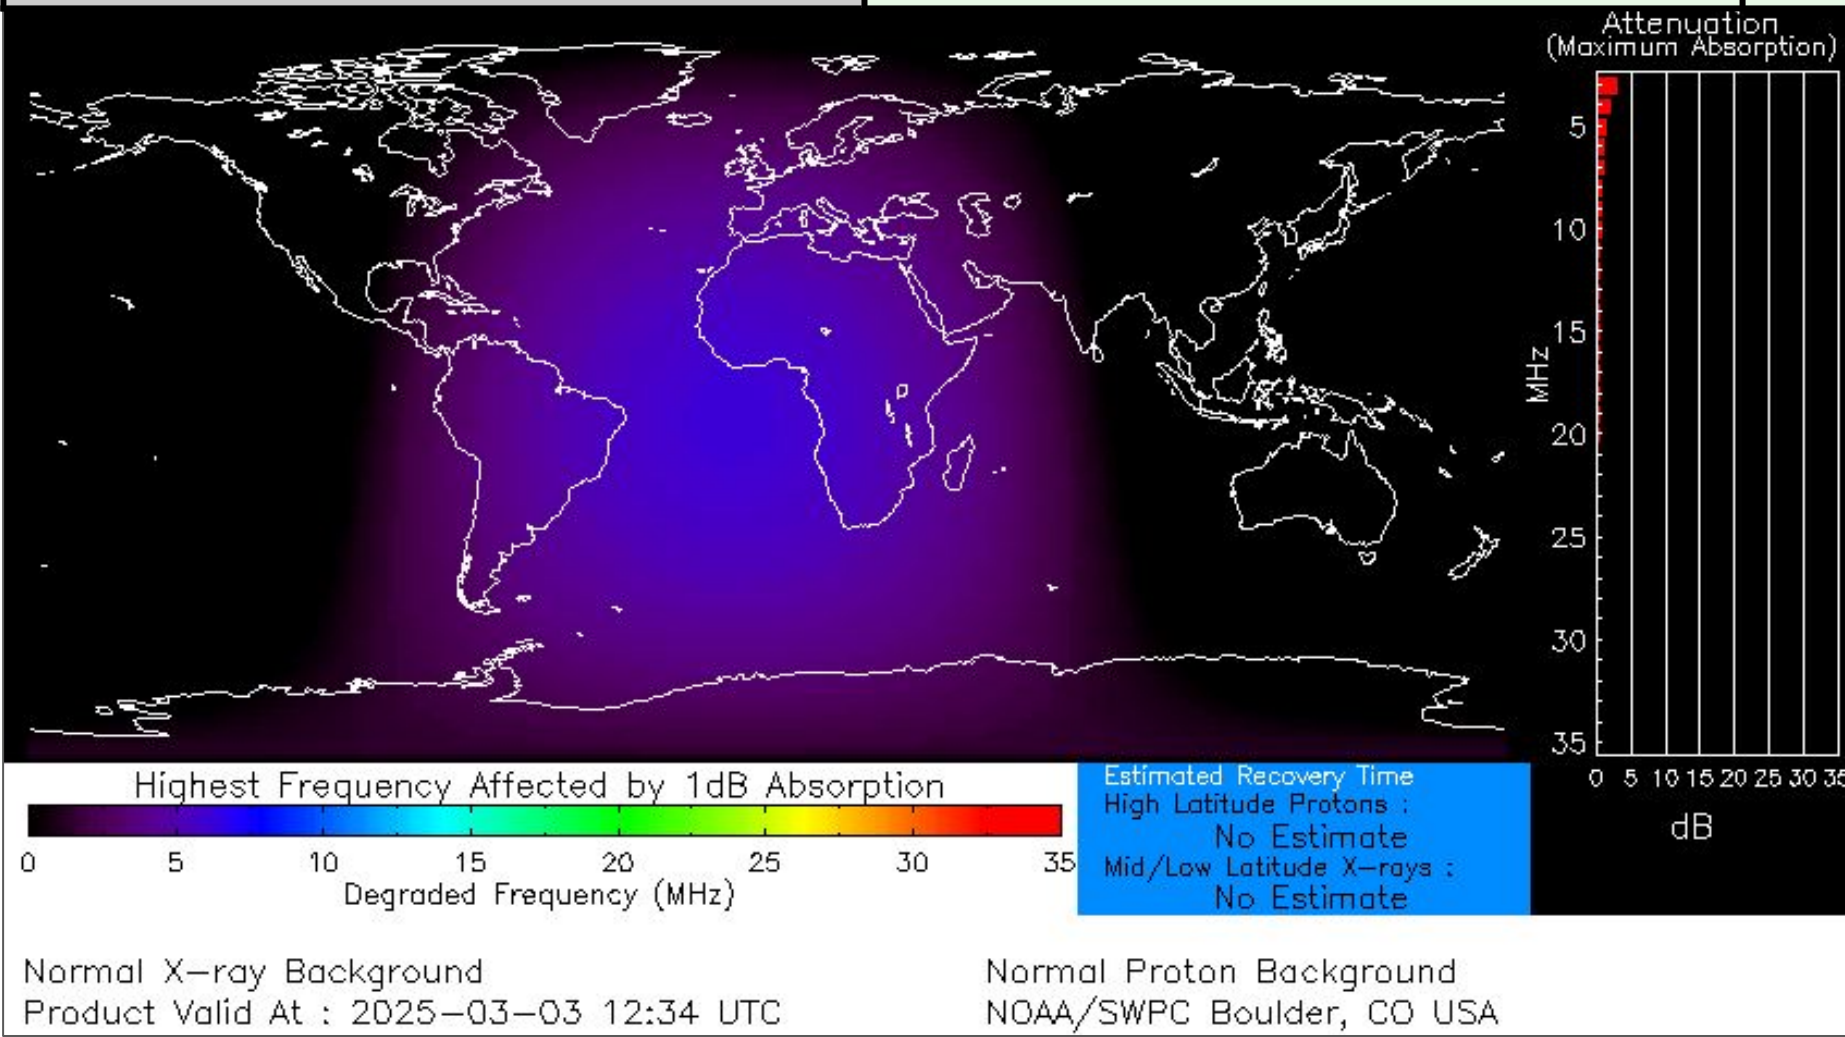 Attenuation
(Maximum Absorption)
5
10
15
20
25
30
35
MHz
0 5 10 15 20 25 30 35
dB
Highest Frequency Affected by 1dB Absorption
0 5 10 15 20 25 30 35
Degraded Frequency (MHz)
Estimated Recovery Time
High Latitude Protons :
No Estimate
Mid/Low Latitude X-rays :
No Estimate
Normal X-ray Background
Product Valid At : 2025-03-03 12:34 UTC
Normal Proton Background
NOAA/SWPC Boulder, CO USA